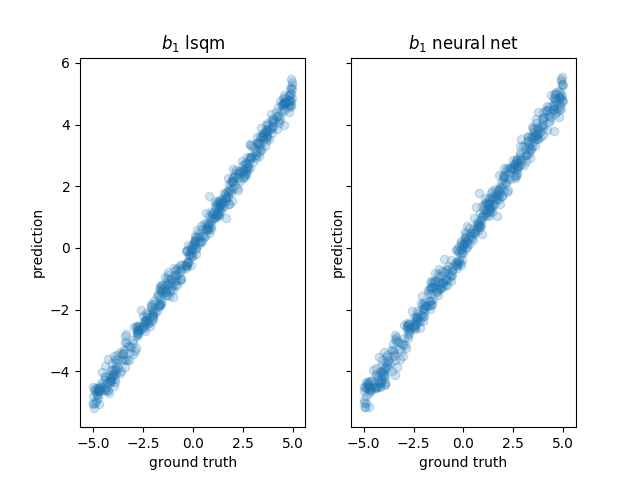 b₁ lsqm
b₁ neural net
6
4
2
0
−2
−4
prediction
prediction
−5.0 −2.5 0.0 2.5 5.0
−5.0 −2.5 0.0 2.5 5.0
ground truth
ground truth